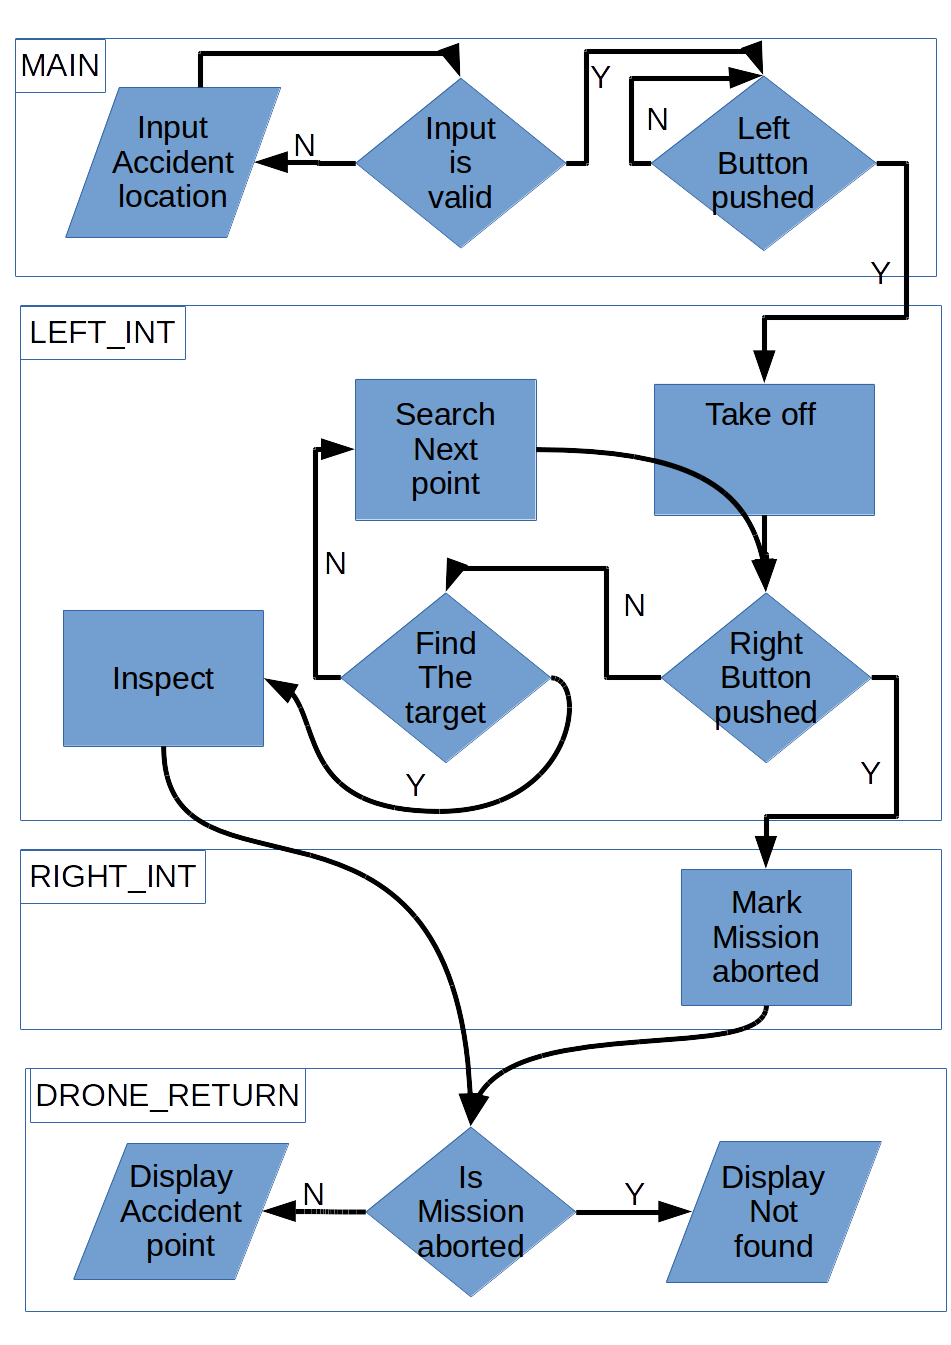 MAIN
Input
Accident
location
N
Input
is
valid
Y
N
Left
Button
pushed
Y
LEFT_INT
Search
Next
point
Take off
N
N
Inspect
Find
The
target
Right
Button
pushed
Y
Y
RIGHT_INT
Mark
Mission
aborted
DRONE_RETURN
Display
Accident
point
N
Is
Mission
aborted
Y
Display
Not
found